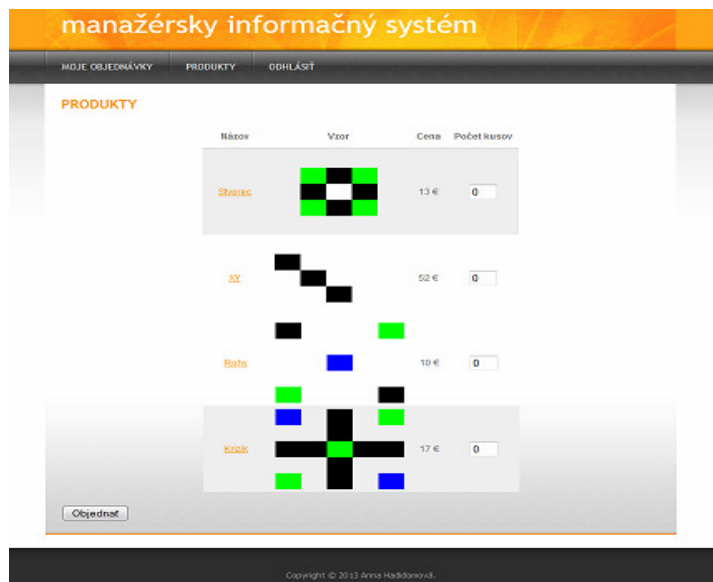 manažérsky informačný systém
MOJE OBJEDNÁVKY PRODUKTY ODHLÁSIŤ
PRODUKTY
Názov Vzor Cena Počet kusov
Stvorec 13 € 0
XY 52 € 0
Rohy 10 € 0
Krizik 17 € 0
Objednať
Copyright © 2013 Anna Hadidomová.